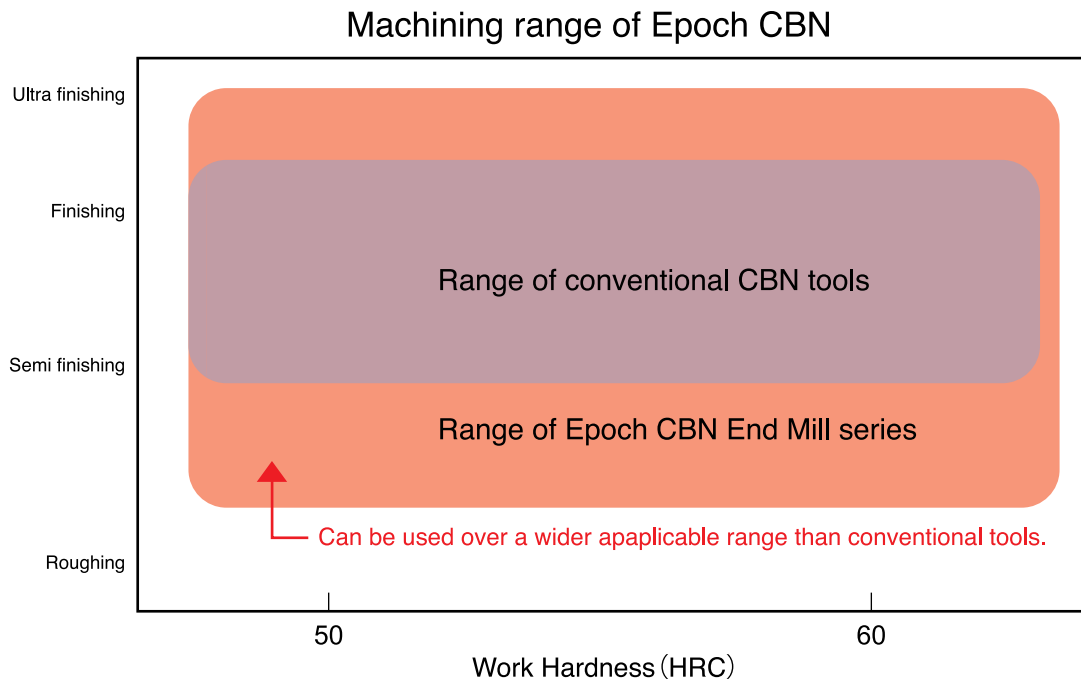 Machining range of Epoch CBN
Ultra finishing
Finishing
Range of conventional CBN tools
Semi finishing
Range of Epoch CBN End Mill series
Can be used over a wider apaplicable range than conventional tools.
Roughing
50
60
Work Hardness(HRC)